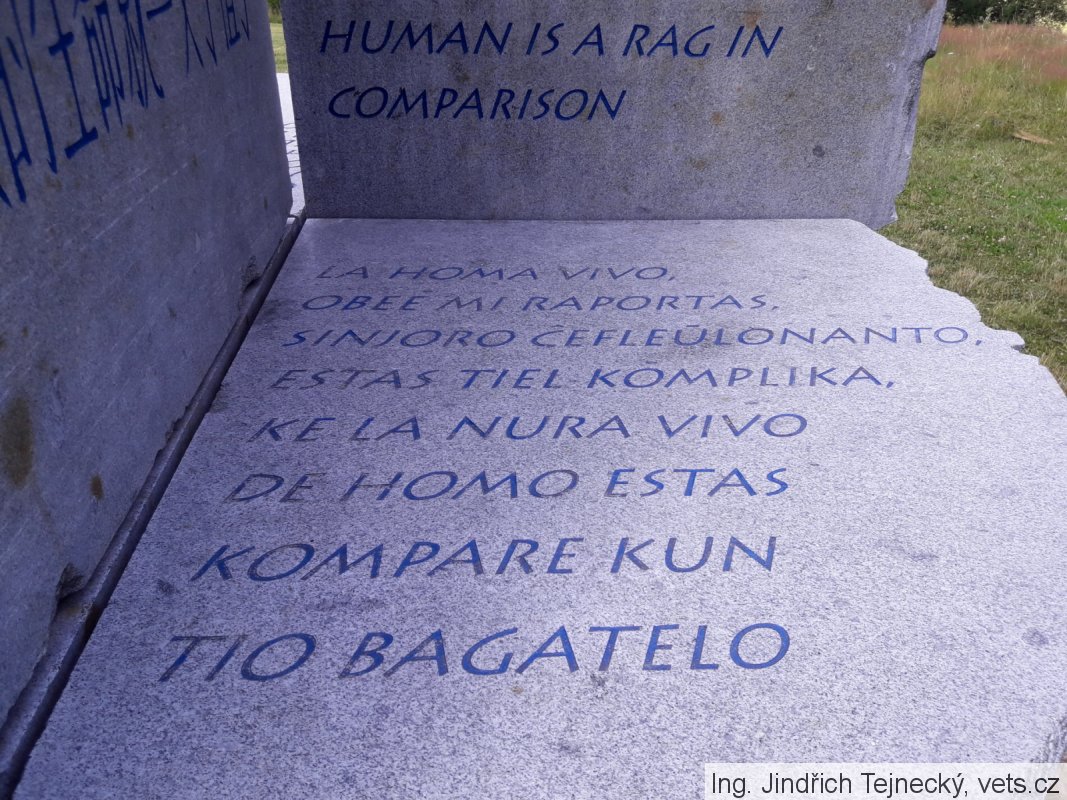 HUMAN IS A RAG IN
COMPARISON
LA HOMA VIVO,
OBEE MI RAPORTAS,
SINJORO ĈEFLEŬLONANTO,
ESTAS TIEL KOMPLIKA,
KE LA NURA VIVO
DE HOMO ESTAS
KOMPARE KUN
TIO BAGATELO
Ing. Jindřich Tejnecký, vets.cz